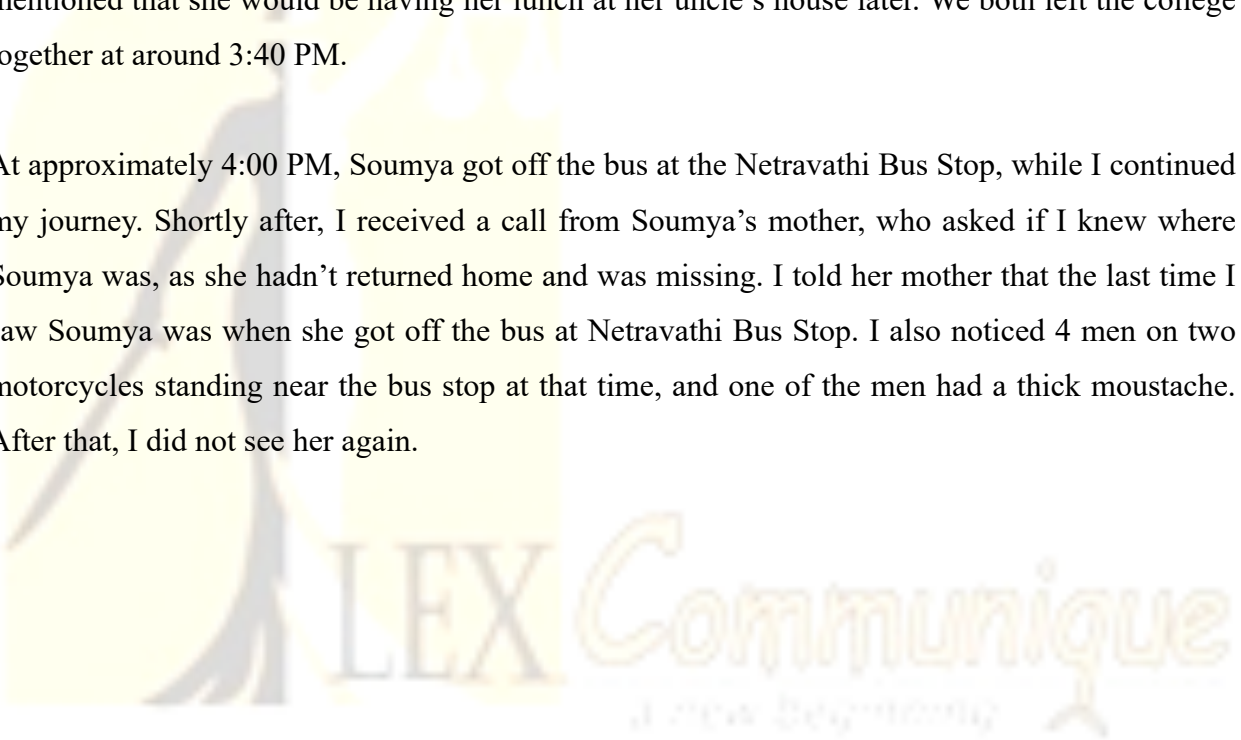 mentioned that she would be having her lunch at her uncle's house later. We both left the college
together at around 3:40 PM.
At approximately 4:00 PM, Soumya got off the bus at the Netravathi Bus Stop, while I continued
my journey. Shortly after, I received a call from Soumya's mother, who asked if I knew where
Soumya was, as she hadn't returned home and was missing. I told her mother that the last time I
saw Soumya was when she got off the bus at Netravathi Bus Stop. I also noticed 4 men on two
motorcycles standing near the bus stop at that time, and one of the men had a thick moustache.
After that, I did not see her again.
LEX Communique
a new beginning